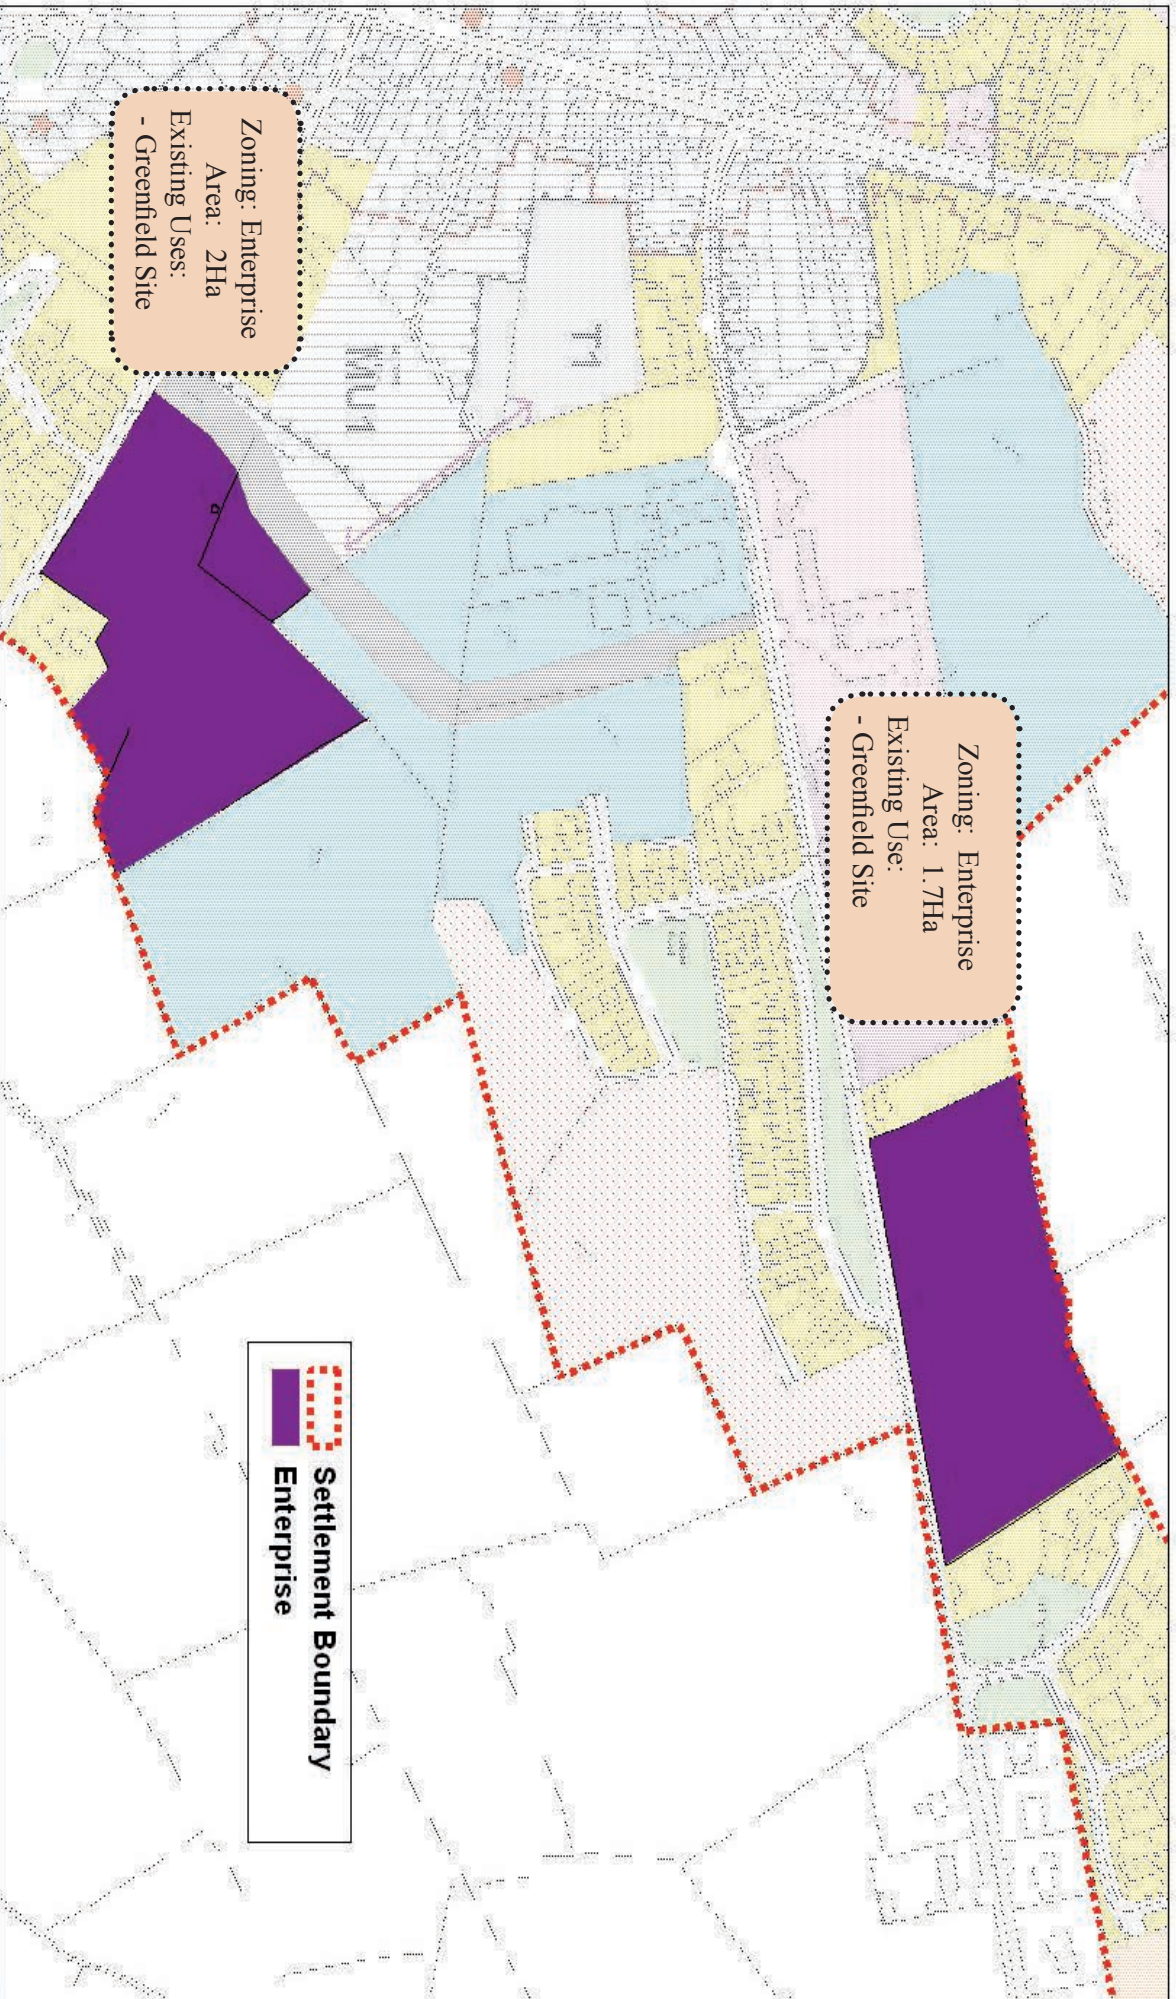 Zoning: Enterprise
Area: 1.7Ha
Existing Use:
- Greenfield Site
Zoning: Enterprise
Area: 2Ha
Existing Uses:
- Greenfield Site
T1
Settlement Boundary
Enterprise